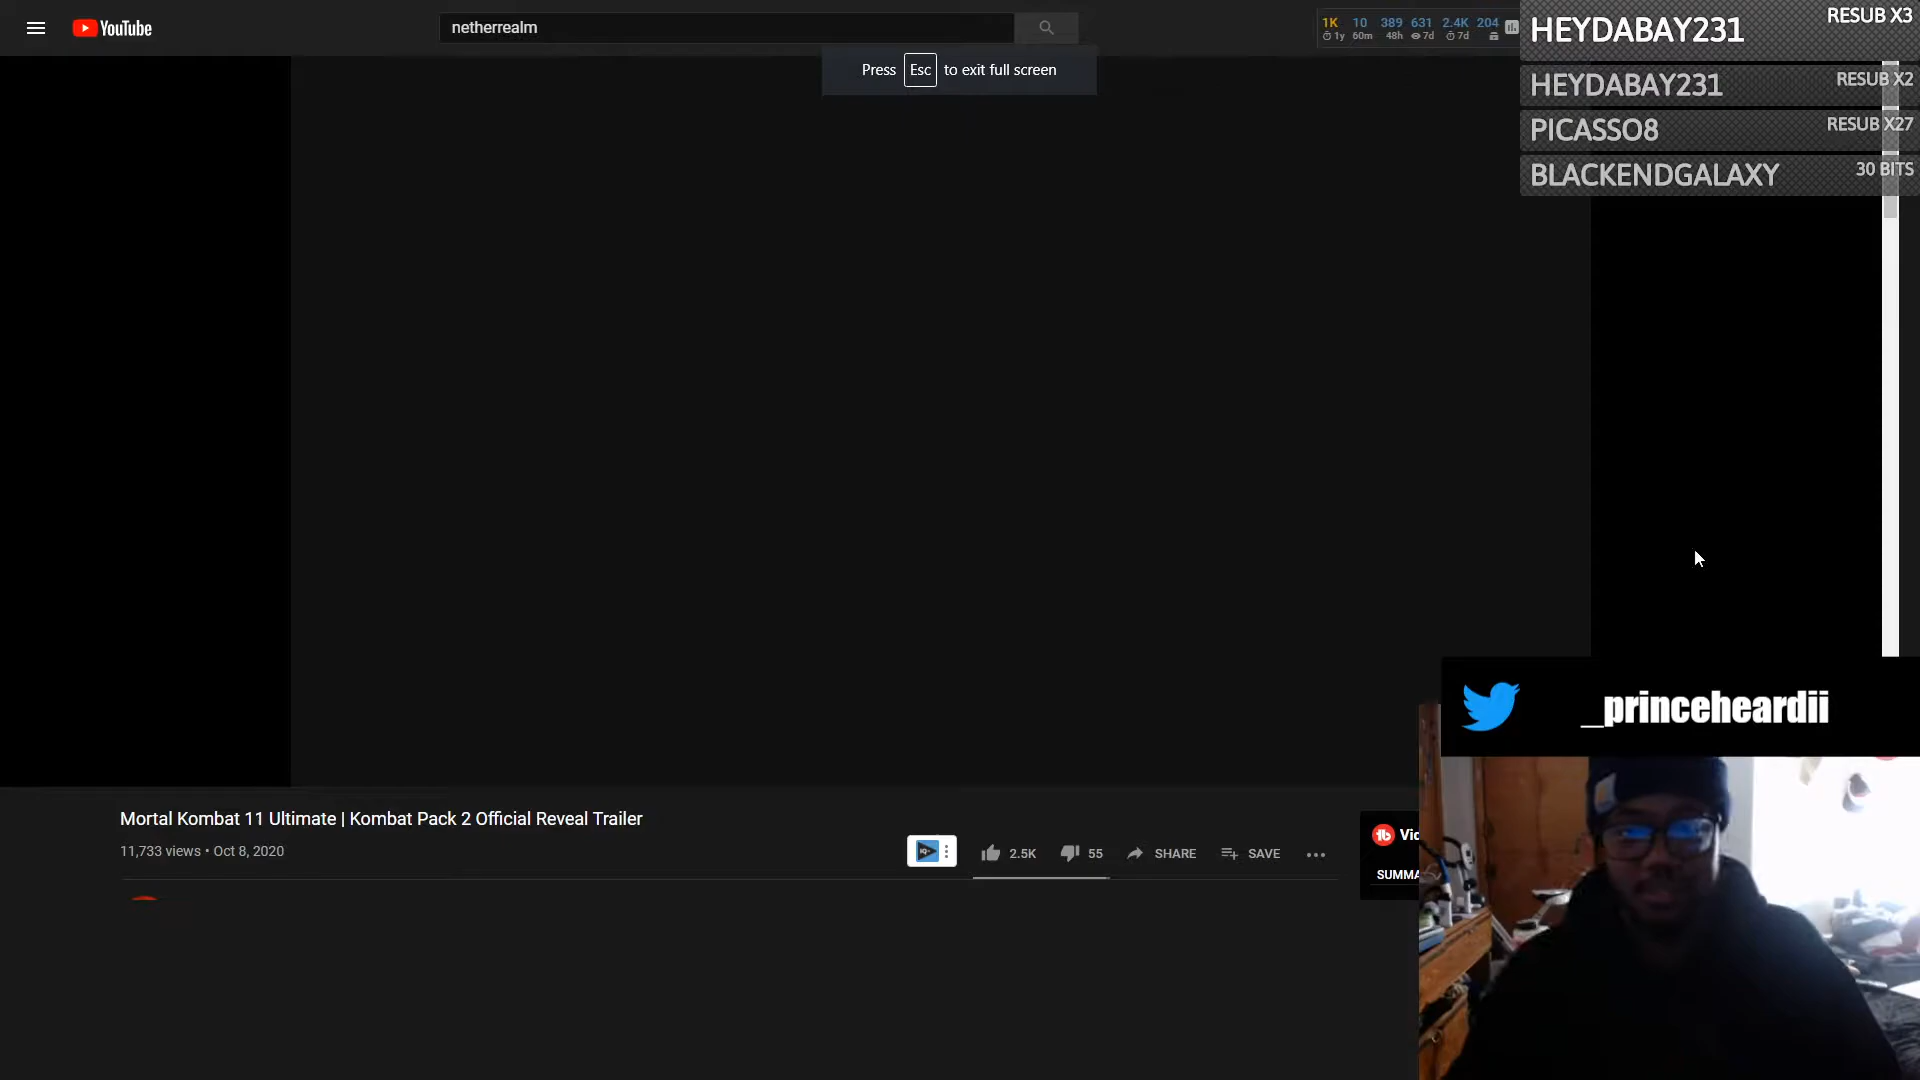 YouTube
netherrealm
1K 10 389 631 2.4K 204
1y 60m 48h 7d 7d
Press Esc to exit full screen
HEYDABAY231 RESUB X3
HEYDABAY231 RESUB X2
PICASSO8 RESUB X27
BLACKENDGALAXY 30 BITS
_princeheardii
Mortal Kombat 11 Ultimate | Kombat Pack 2 Official Reveal Trailer
11,733 views • Oct 8, 2020
2.5K 55 SHARE SAVE
Vic
SUMMA